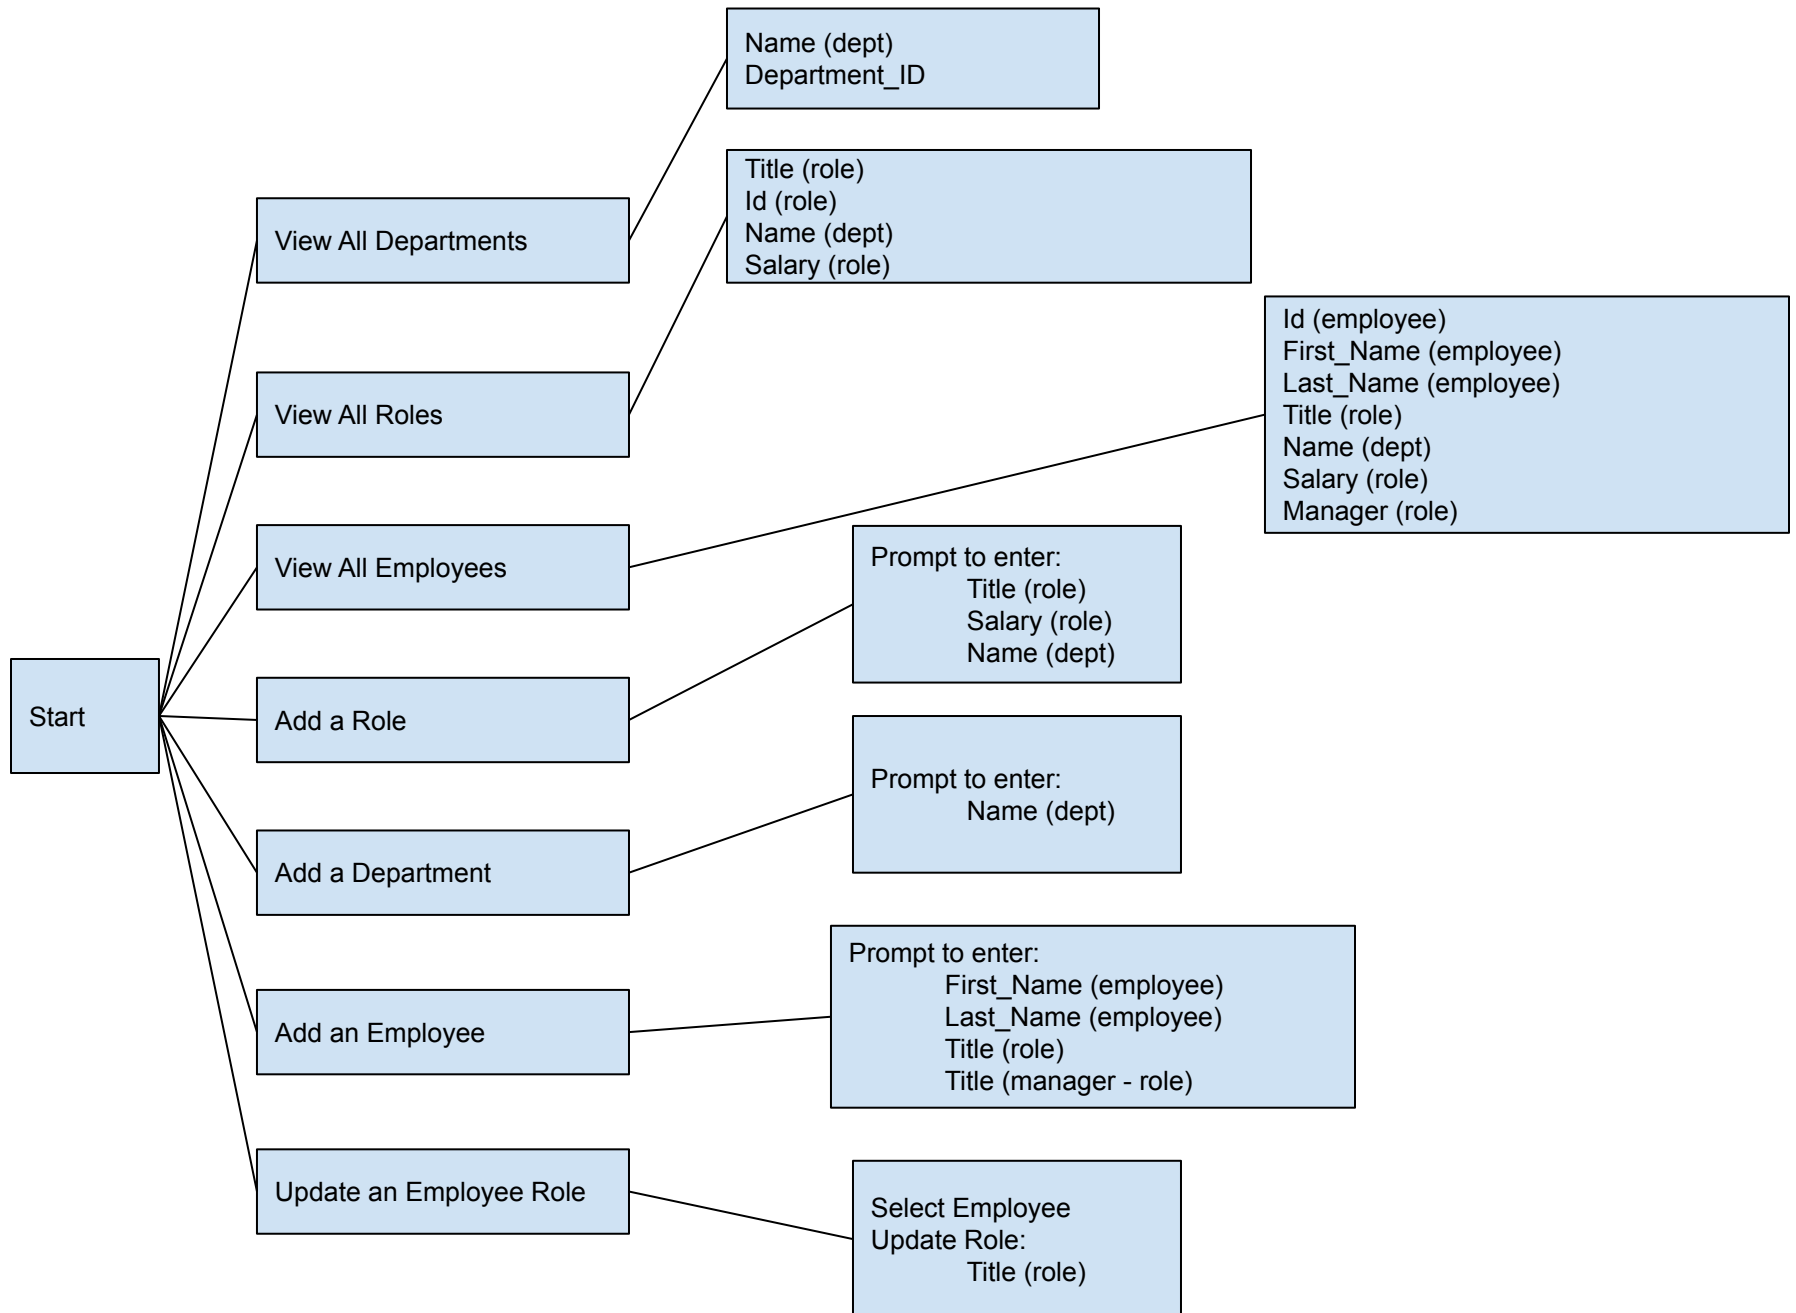 Start
View All Departments
Name (dept)
Department_ID
View All Roles
Title (role)
Id (role)
Name (dept)
Salary (role)
View All Employees
Id (employee)
First_Name (employee)
Last_Name (employee)
Title (role)
Name (dept)
Salary (role)
Manager (role)
Add a Role
Prompt to enter:
Title (role)
Salary (role)
Name (dept)
Add a Department
Prompt to enter:
Name (dept)
Add an Employee
Prompt to enter:
First_Name (employee)
Last_Name (employee)
Title (role)
Title (manager - role)
Update an Employee Role
Select Employee
Update Role:
Title (role)